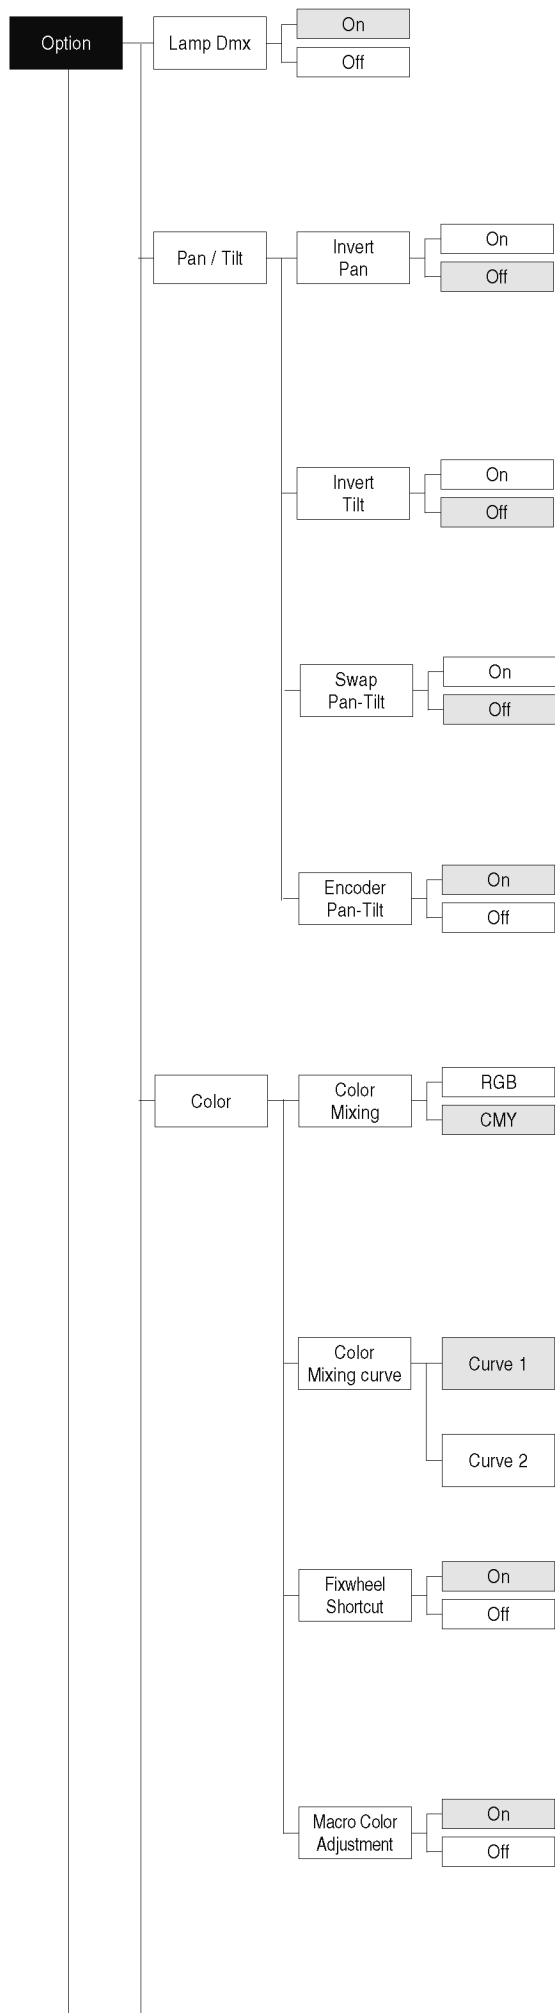 Option
Lamp Dmx
On
Off
Pan / Tilt
Invert
Pan
On
Off
Invert
Tilt
On
Off
Swap
Pan-Tilt
On
Off
Encoder
Pan-Tilt
On
Off
Color
Color
Mixing
RGB
CMY
Color
Mixing curve
Curve 1
Curve 2
Fixwheel
Shortcut
On
Off
Macro Color
Adjustment
On
Off